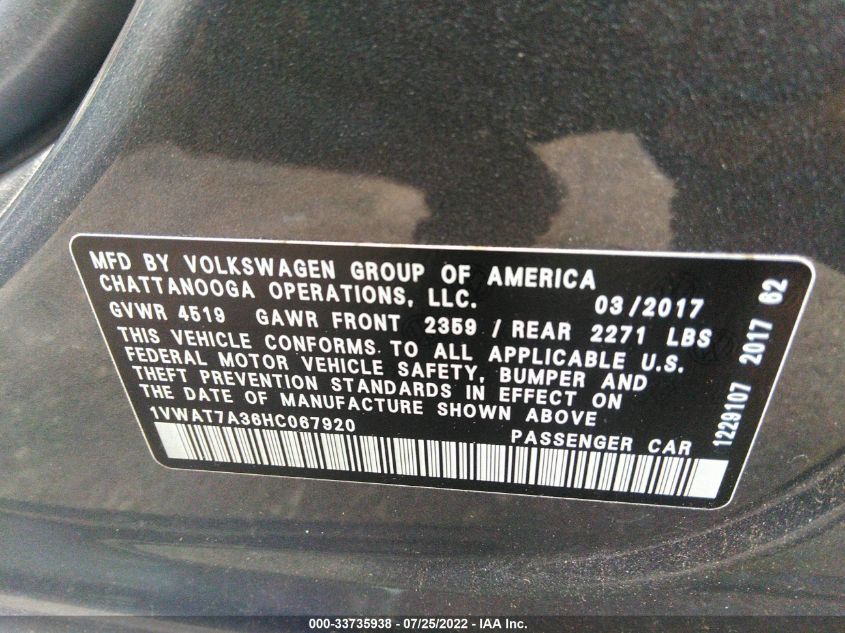 MFD BY VOLKSWAGEN GROUP OF AMERICA
CHATTANOOGA OPERATIONS, LLC. 03/2017
GVWR 4519 GAWR FRONT 2359 / REAR 2271 LBS
THIS VEHICLE CONFORMS TO ALL APPLICABLE U.S.
FEDERAL MOTOR VEHICLE SAFETY, BUMPER AND
THEFT PREVENTION STANDARDS IN EFFECT ON
THE DATE OF MANUFACTURE SHOWN ABOVE
1VWAT7A36HC067920 PASSENGER CAR
1229107 2017 62
000-33735938 - 07/25/2022 - IAA Inc.